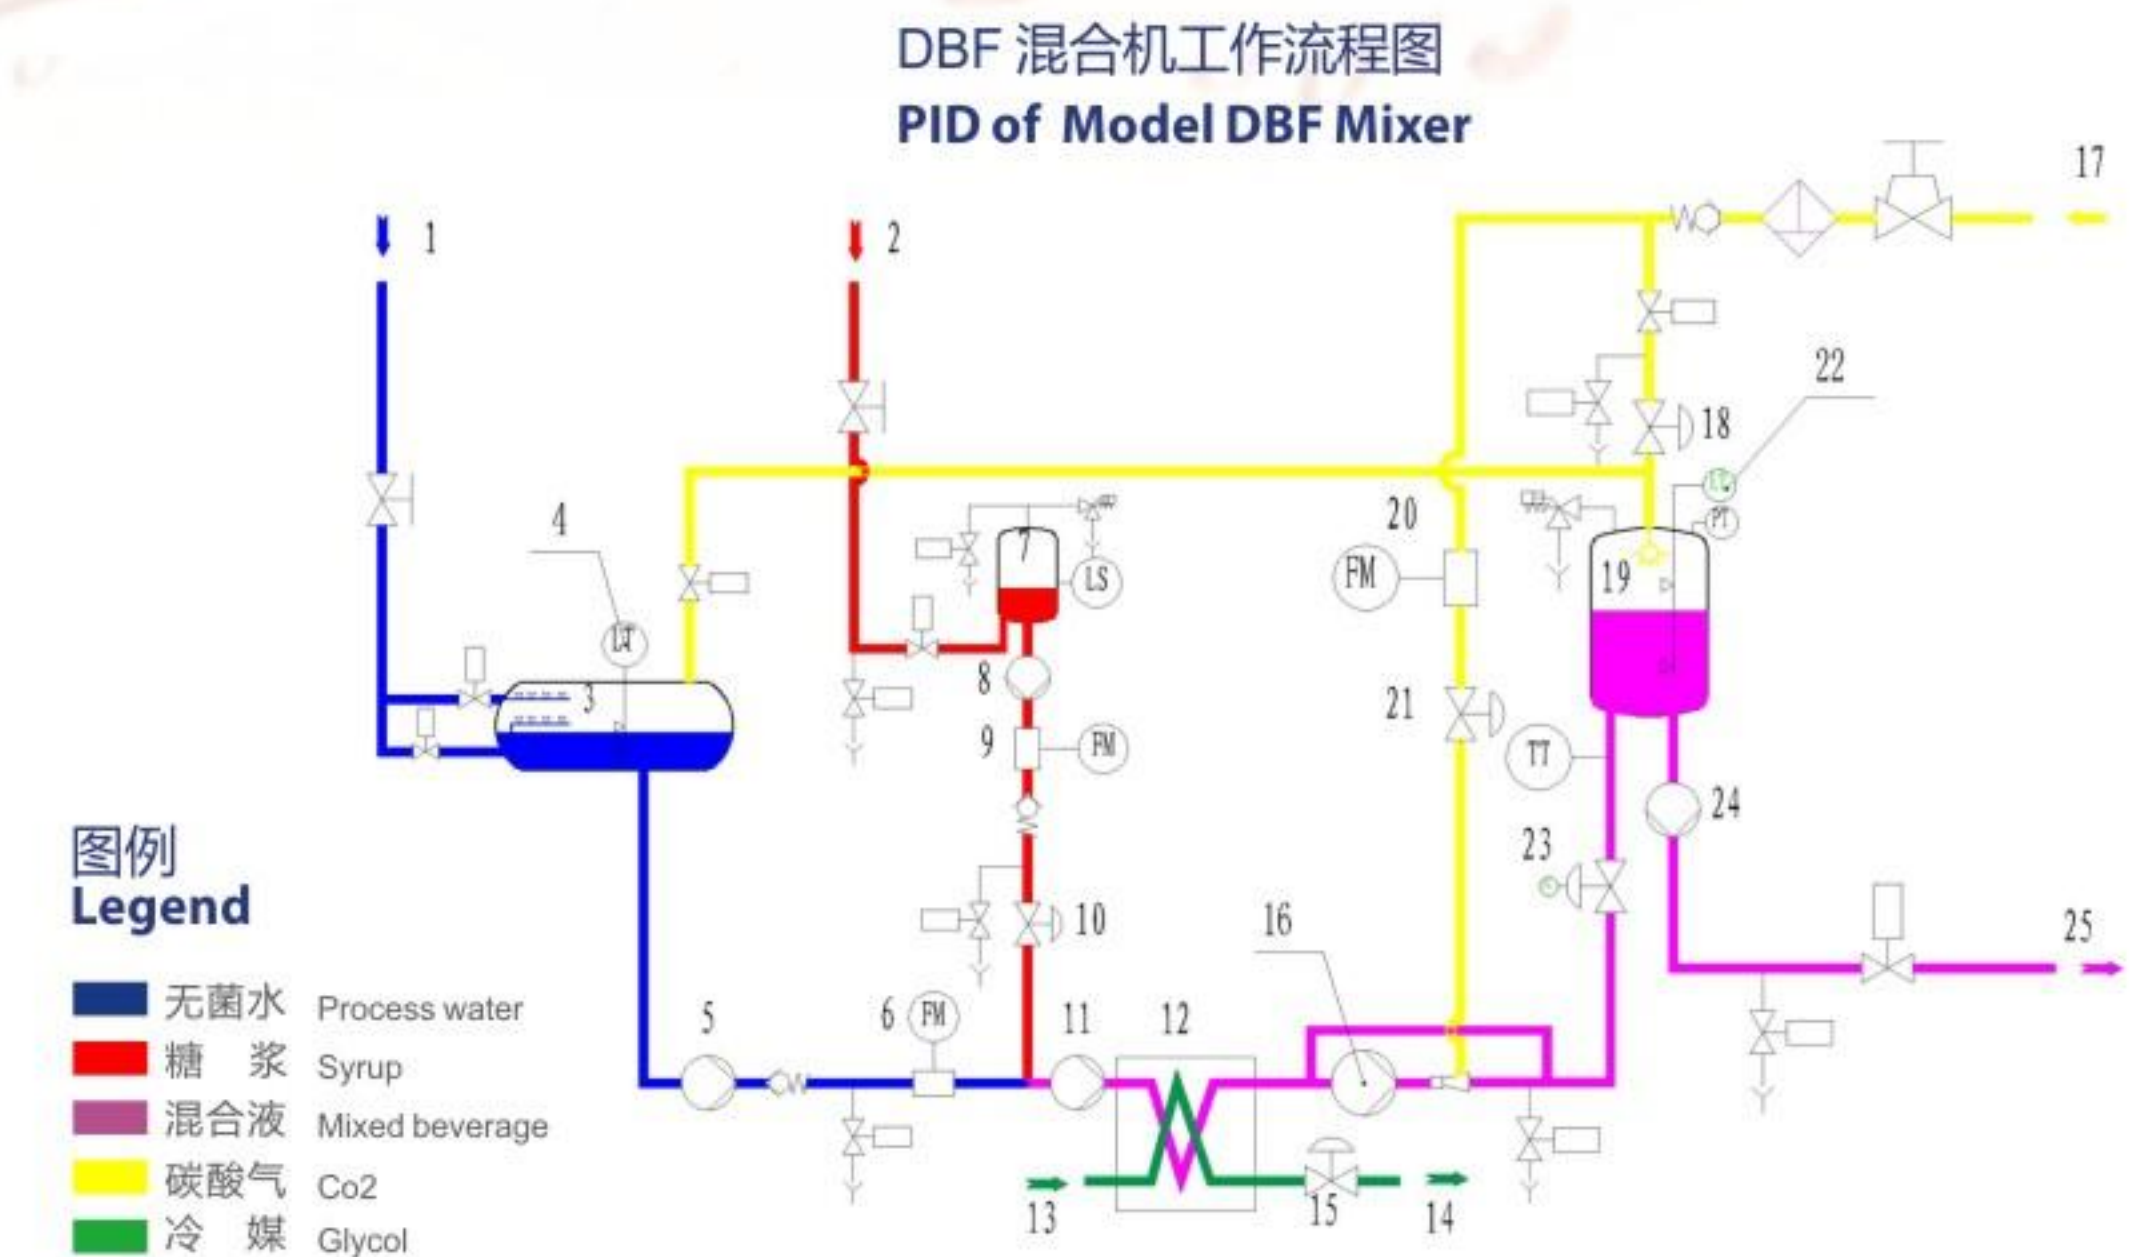 DBF 混合机工作流程图
PID of Model DBF Mixer
17
1
2
22
18
4
20
7
LS
FM
PT
19
LT
3
8
21
9
FM
TT
24
23
10
16
25
5
6
FM
11
12
13
15
14
图例
Legend
无菌水 Process water
糖 浆 Syrup
混合液 Mixed beverage
碳酸气 Co2
冷 媒 Glycol